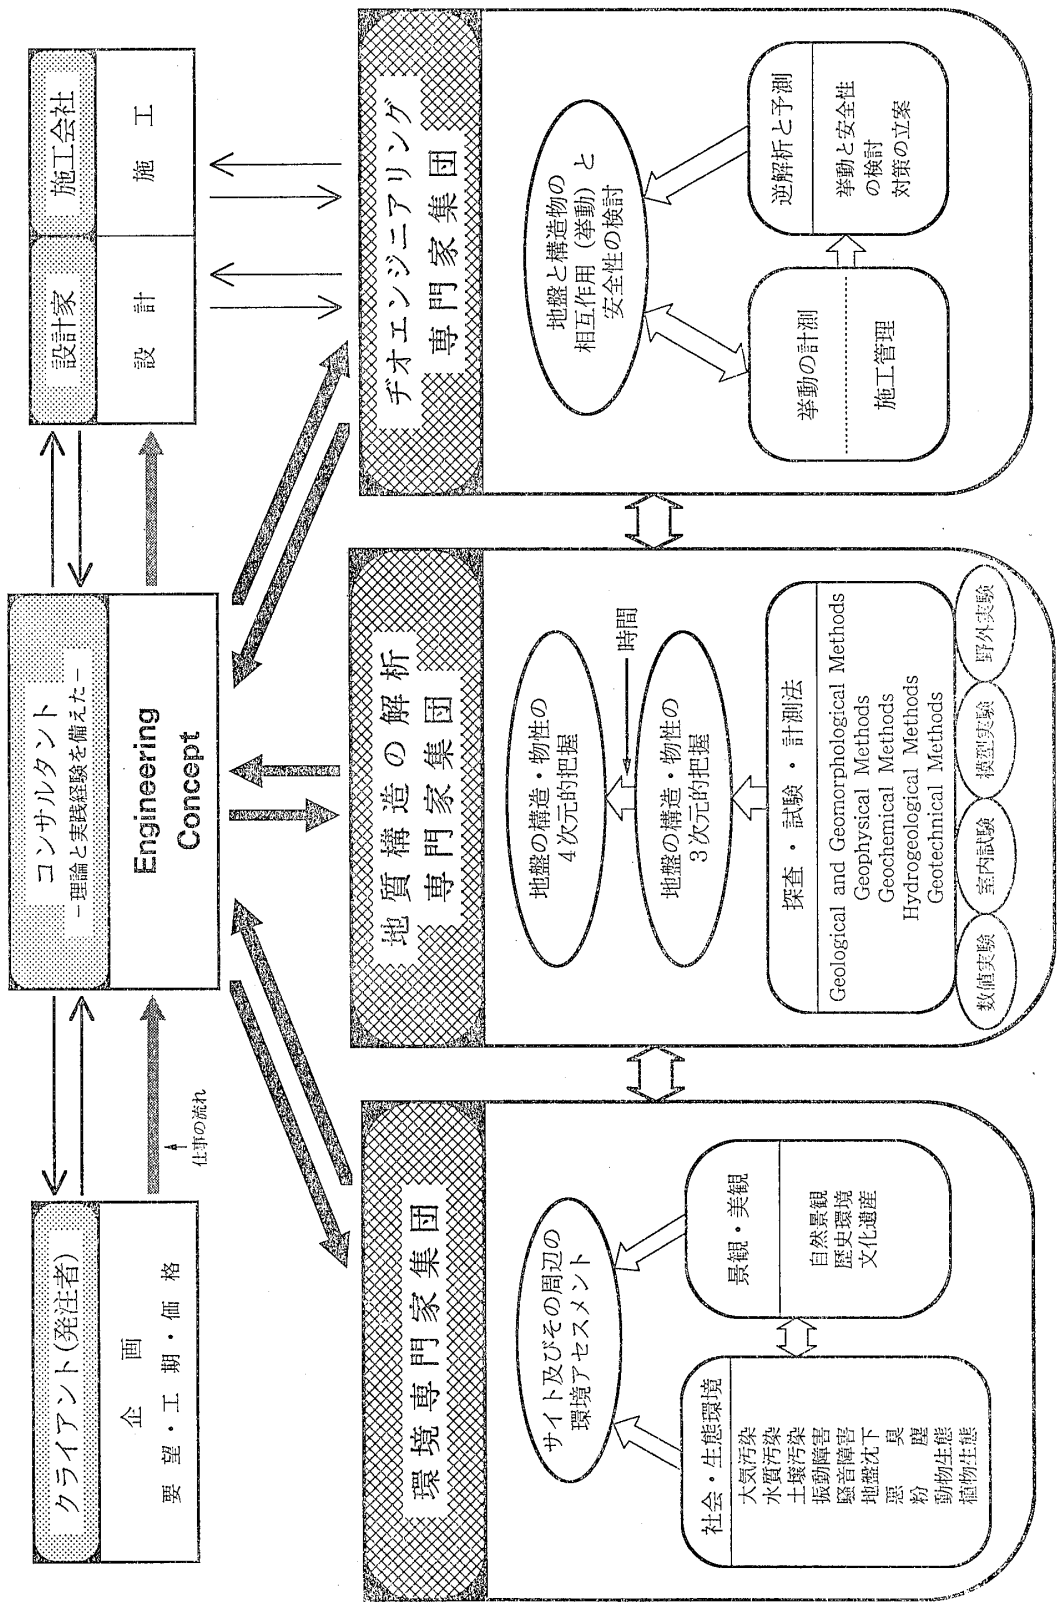 クライアント(発注者)
企　　画
要望・工期・価格
仕事の流れ
コンサルタント
－理論と実践経験を備えた－
Engineering
Concept
設計家
施工会社
設　計
施　工
環境専門家集団
サイト及びその周辺の
環境アセスメント
社会・生態環境
大気汚染
水質汚染
土壌汚染
振動障害
騒音障害
地盤沈下
悪　　臭
粉　　塵
動物生態
植物生態
景観・美観
自然景観
歴史環境
文化遺産
地質構造の解析
専門家集団
地盤の構造・物性の
4次元的把握
時間
地盤の構造・物性の
3次元的把握
探査・試験・計測法
Geological and Geomorphological Methods
Geophysical Methods
Geochemical Methods
Hydrogeological Methods
Geotechnical Methods
数値実験
室内試験
模型実験
野外実験
ヂオエンジニアリング
専門家集団
地盤と構造物の
相互作用（挙動）と
安全性の検討
挙動の計測
施工管理
逆解析と予測
挙動と安全性
の検討
対策の立案